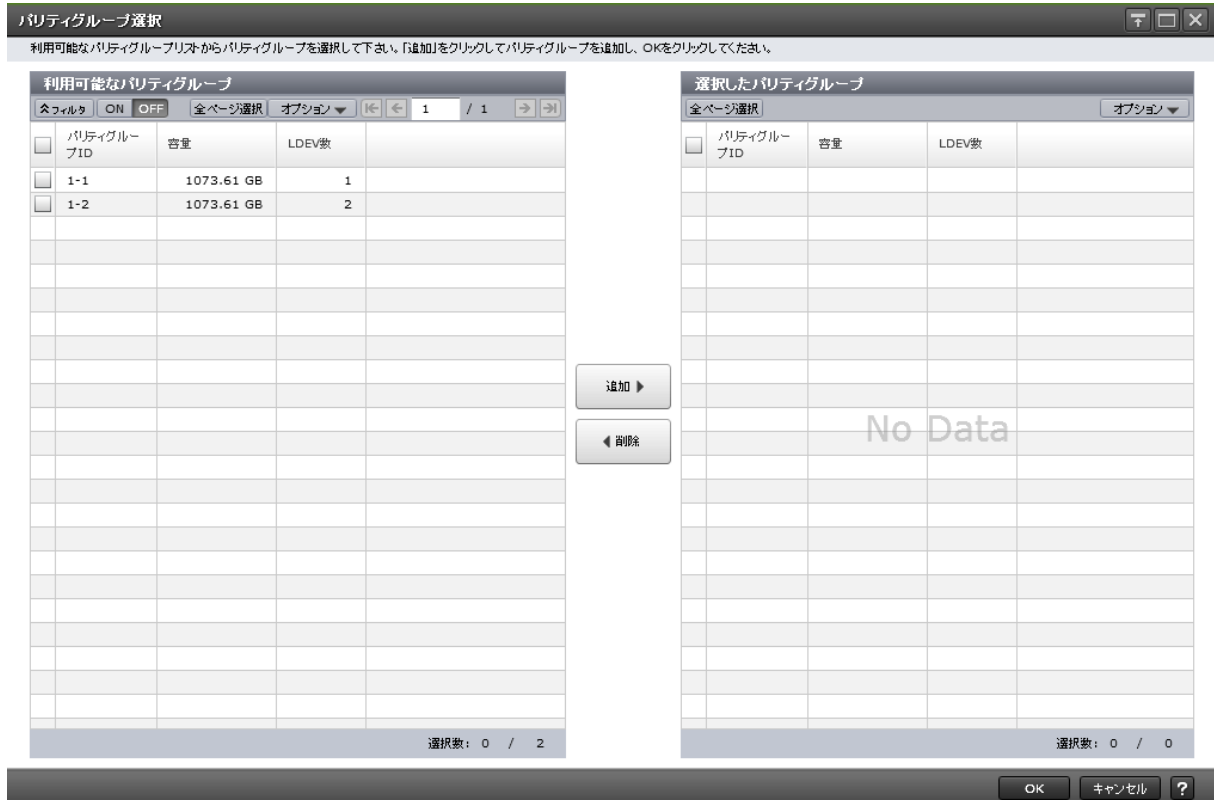 パリティグループ選択
利用可能なパリティグループリストからパリティグループを選択して下さい。「追加」をクリックしてパリティグループを追加し、OKをクリックしてください。
利用可能なパリティグループ
フィルタ ON OFF 全ページ選択 オプション 1 / 1
パリティグルー
プID
容量
LDEV数
1-1 1073.61 GB 1
1-2 1073.61 GB 2
選択数: 0 / 2
追加
削除
選択したパリティグループ
全ページ選択 オプション
パリティグルー
プID
容量
LDEV数
No Data
選択数: 0 / 0
OK キャンセル ?